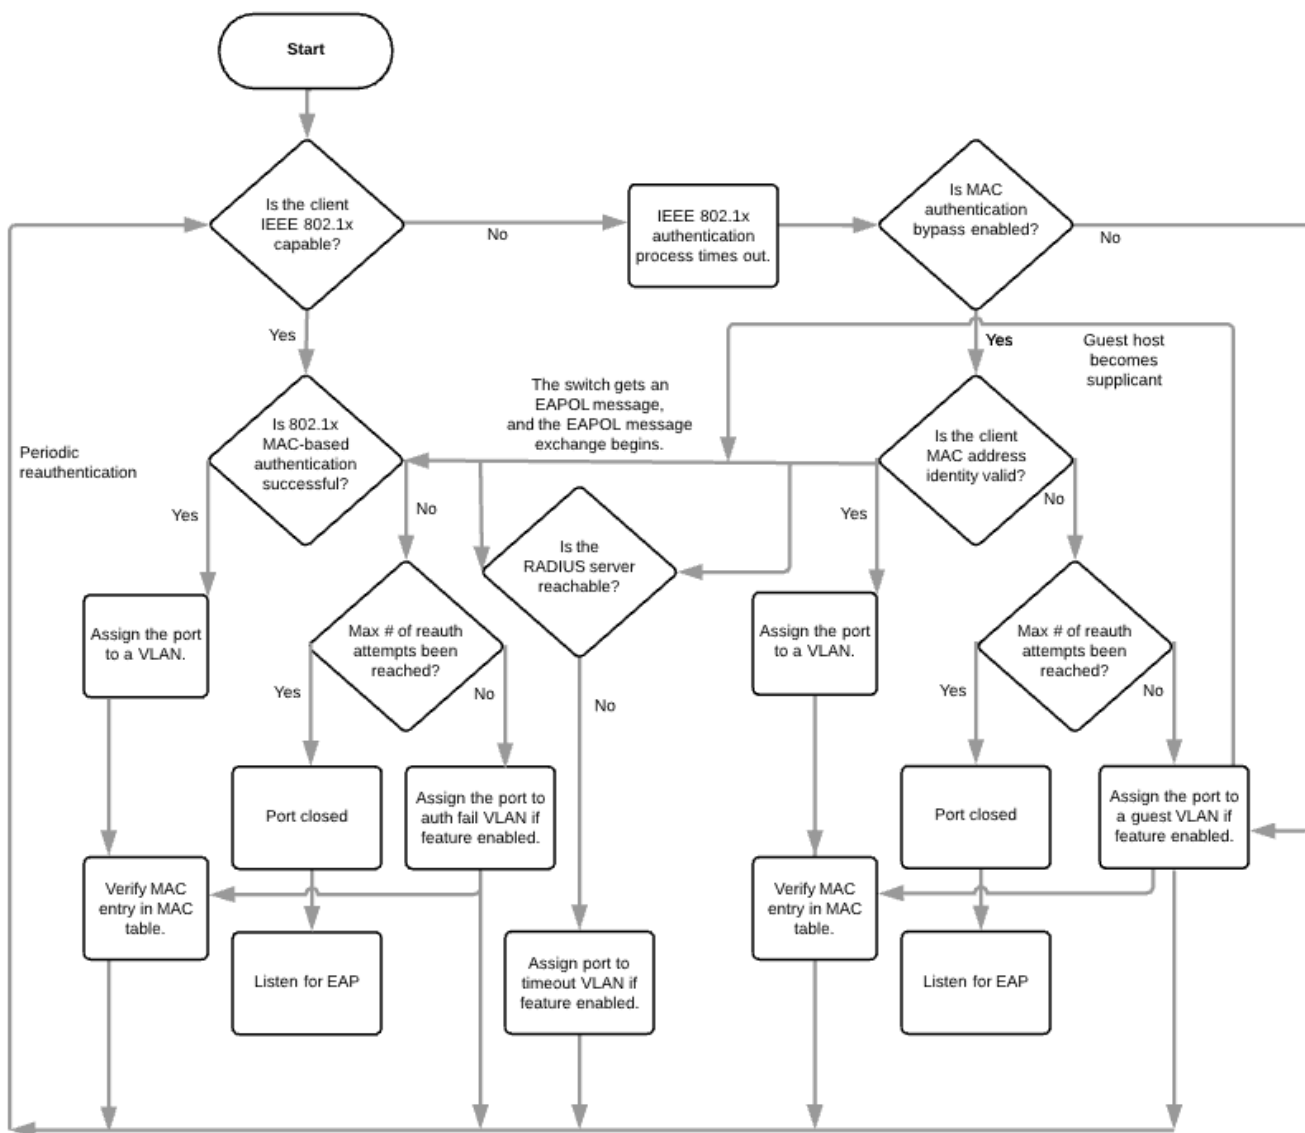 Start
Is the client
IEEE 802.1x
capable?
No
IEEE 802.1x
authentication
process times out.
Is MAC
authentication
bypass enabled?
No
Yes
Yes
Guest host
becomes
supplicant
The switch gets an
EAPOL message,
and the EAPOL message
exchange begins.
Periodic
reauthentication
Is 802.1x
MAC-based
authentication
successful?
Yes
No
Is the client
MAC address
identity valid?
Yes
No
Is the
RADIUS server
reachable?
No
Assign the port
to a VLAN.
Max # of reauth
attempts been
reached?
Yes
No
Assign the port
to a VLAN.
Max # of reauth
attempts been
reached?
Yes
No
Port closed
Assign the port to
auth fail VLAN if
feature enabled.
Port closed
Assign the port to
a guest VLAN if
feature enabled.
Verify MAC
entry in MAC
table.
Listen for EAP
Assign port to
timeout VLAN if
feature enabled.
Verify MAC
entry in MAC
table.
Listen for EAP